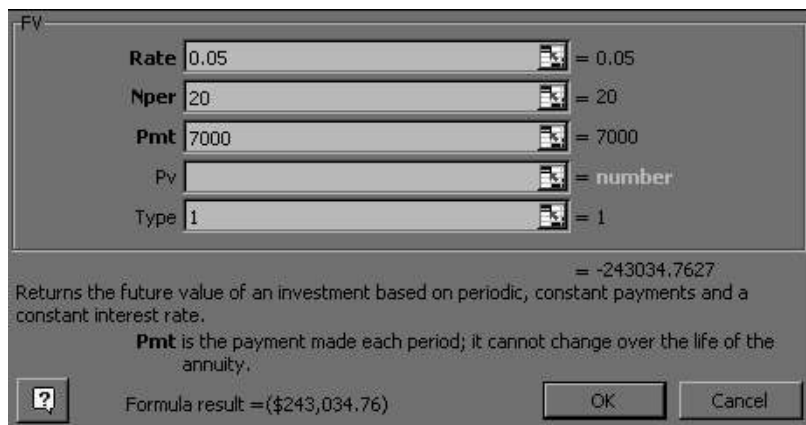 FV
Rate 0.05 = 0.05
Nper 20 = 20
Pmt 7000 = 7000
Pv = number
Type 1 = 1
= -243034.7627
Returns the future value of an investment based on periodic, constant payments and a
constant interest rate.
Pmt is the payment made each period; it cannot change over the life of the
annuity.
? Formula result =($243,034.76) OK Cancel